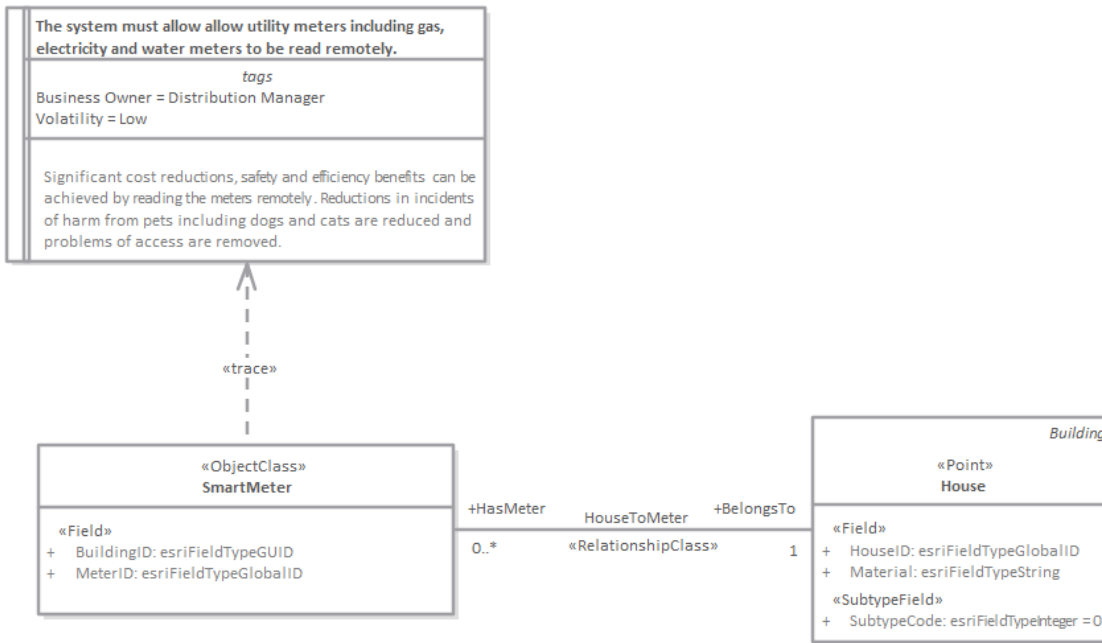 The system must allow allow utility meters including gas,
electricity and water meters to be read remotely.
tags
Business Owner = Distribution Manager
Volatility = Low
Significant cost reductions, safety and efficiency benefits can be
achieved by reading the meters remotely. Reductions in incidents
of harm from pets including dogs and cats are reduced and
problems of access are removed.
«trace»
«ObjectClass»
SmartMeter
«Field»
+ BuildingID: esriFieldTypeGUID
+ MeterID: esriFieldTypeGlobalID
+HasMeter
HouseToMeter
+BelongsTo
0..*
«RelationshipClass»
1
Building
«Point»
House
«Field»
+ HouseID: esriFieldTypeGlobalID
+ Material: esriFieldTypeString
«SubtypeField»
+ SubtypeCode: esriFieldTypeInteger = 0